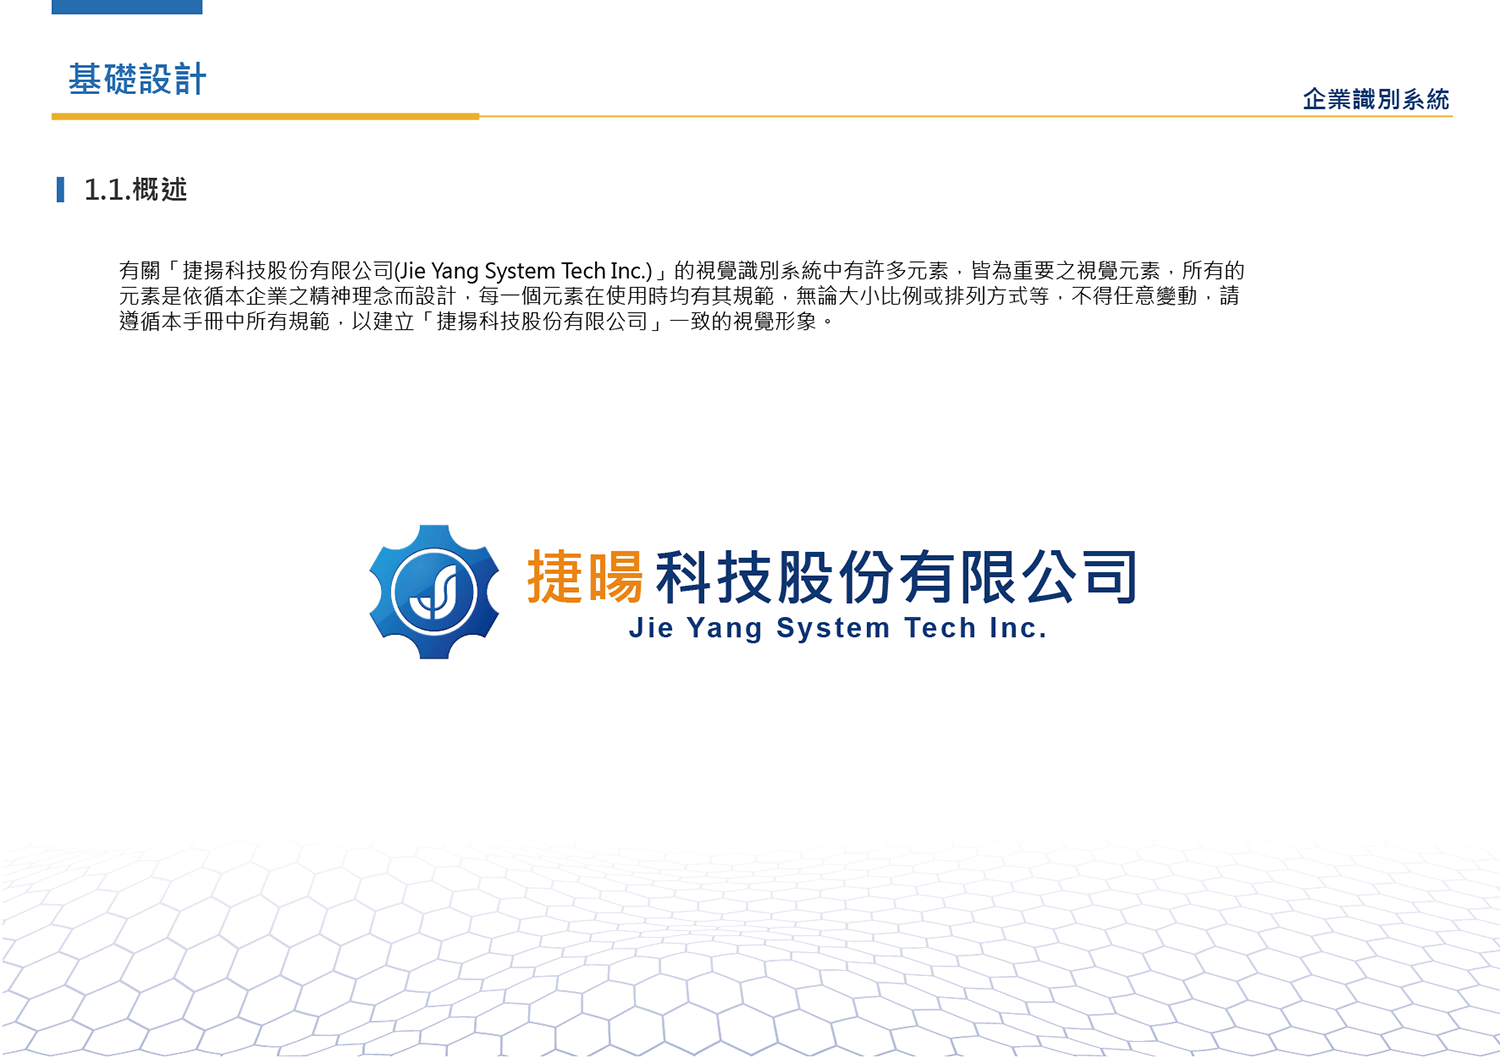 基礎設計
企業識別系統
1.1.概述
有關「捷揚科技股份有限公司(Jie Yang System Tech Inc.)」的視覺識別系統中有許多元素，皆為重要之視覺元素，所有的
元素是依循本企業之精神理念而設計，每一個元素在使用時均有其規範，無論大小比例或排列方式等，不得任意變動，請
遵循本手冊中所有規範，以建立「捷揚科技股份有限公司」一致的視覺形象。
捷暘科技股份有限公司
Jie Yang System Tech Inc.